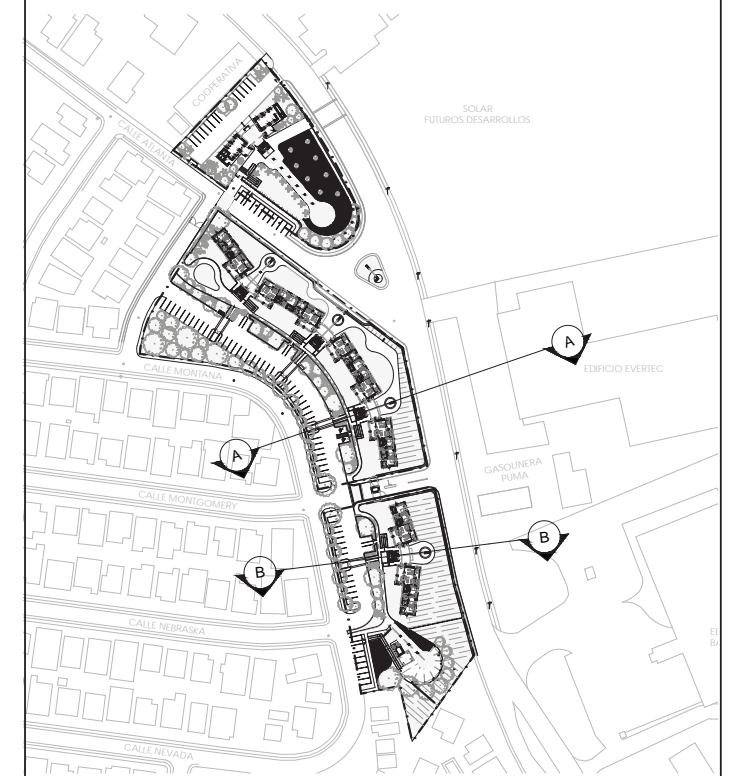 COOPERATIVA
SOLAR
FUTUROS DESARROLLOS
CALLE ATLANTA
A
EDIFICIO EVERTEC
CALLE MONTANA
A
GASOLINERA
PUMA
CALLE MONTGOMERY
B
B
CALLE NEBRASKA
CALLE NEVADA